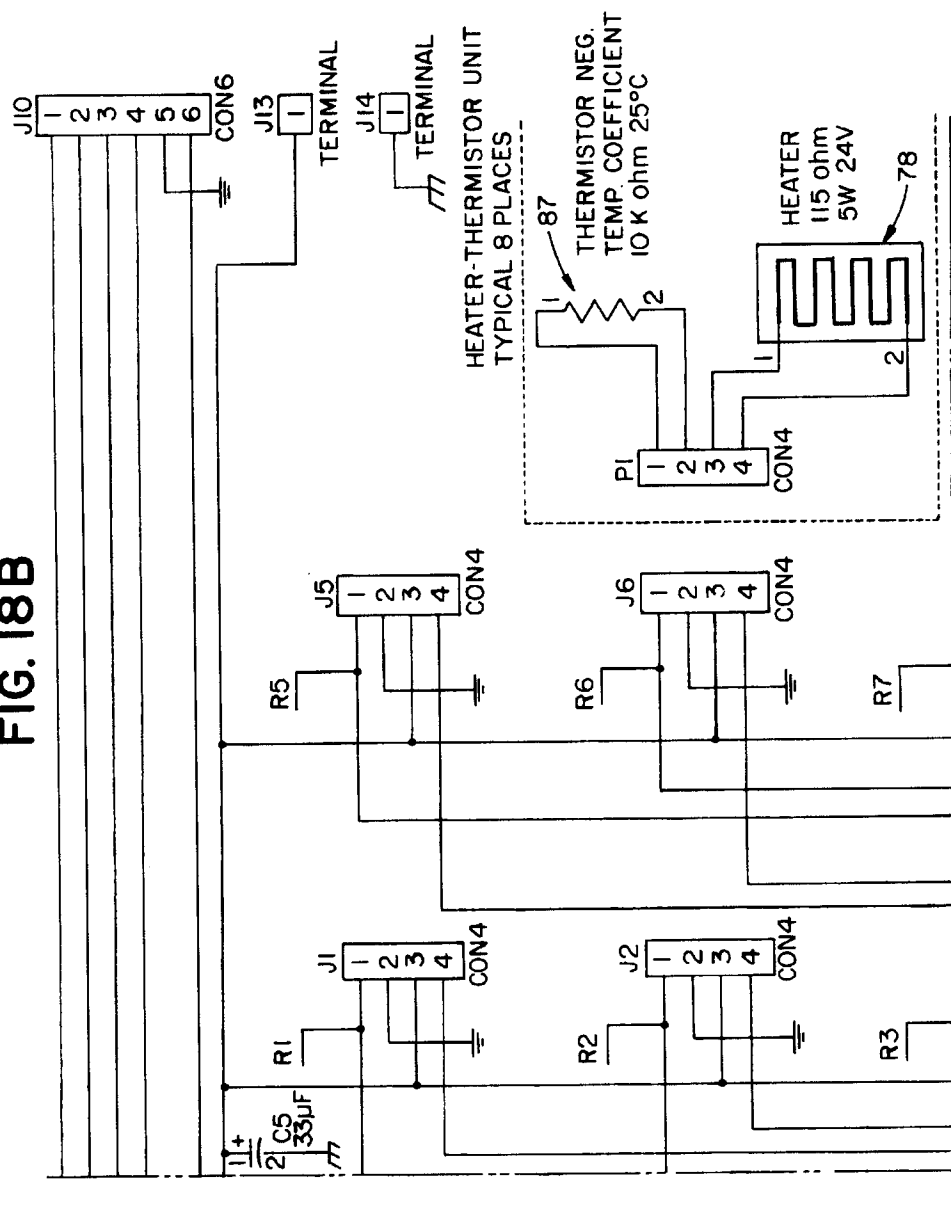 FIG. 18B
J10
1
2
3
4
5
6
CON6
J13
1
TERMINAL
J14
1
TERMINAL
HEATER-THERMISTOR UNIT
TYPICAL 8 PLACES
87
THERMISTOR NEG.
TEMP. COEFFICIENT
10 K ohm 25°C
1
2
HEATER
115 ohm
5W 24V
78
1
2
P1
1
2
3
4
CON4
J5
1
2
3
4
CON4
R5
J6
1
2
3
4
CON4
R6
R7
J1
1
2
3
4
CON4
R1
J2
1
2
3
4
CON4
R2
R3
1
+
2
C5
33µF